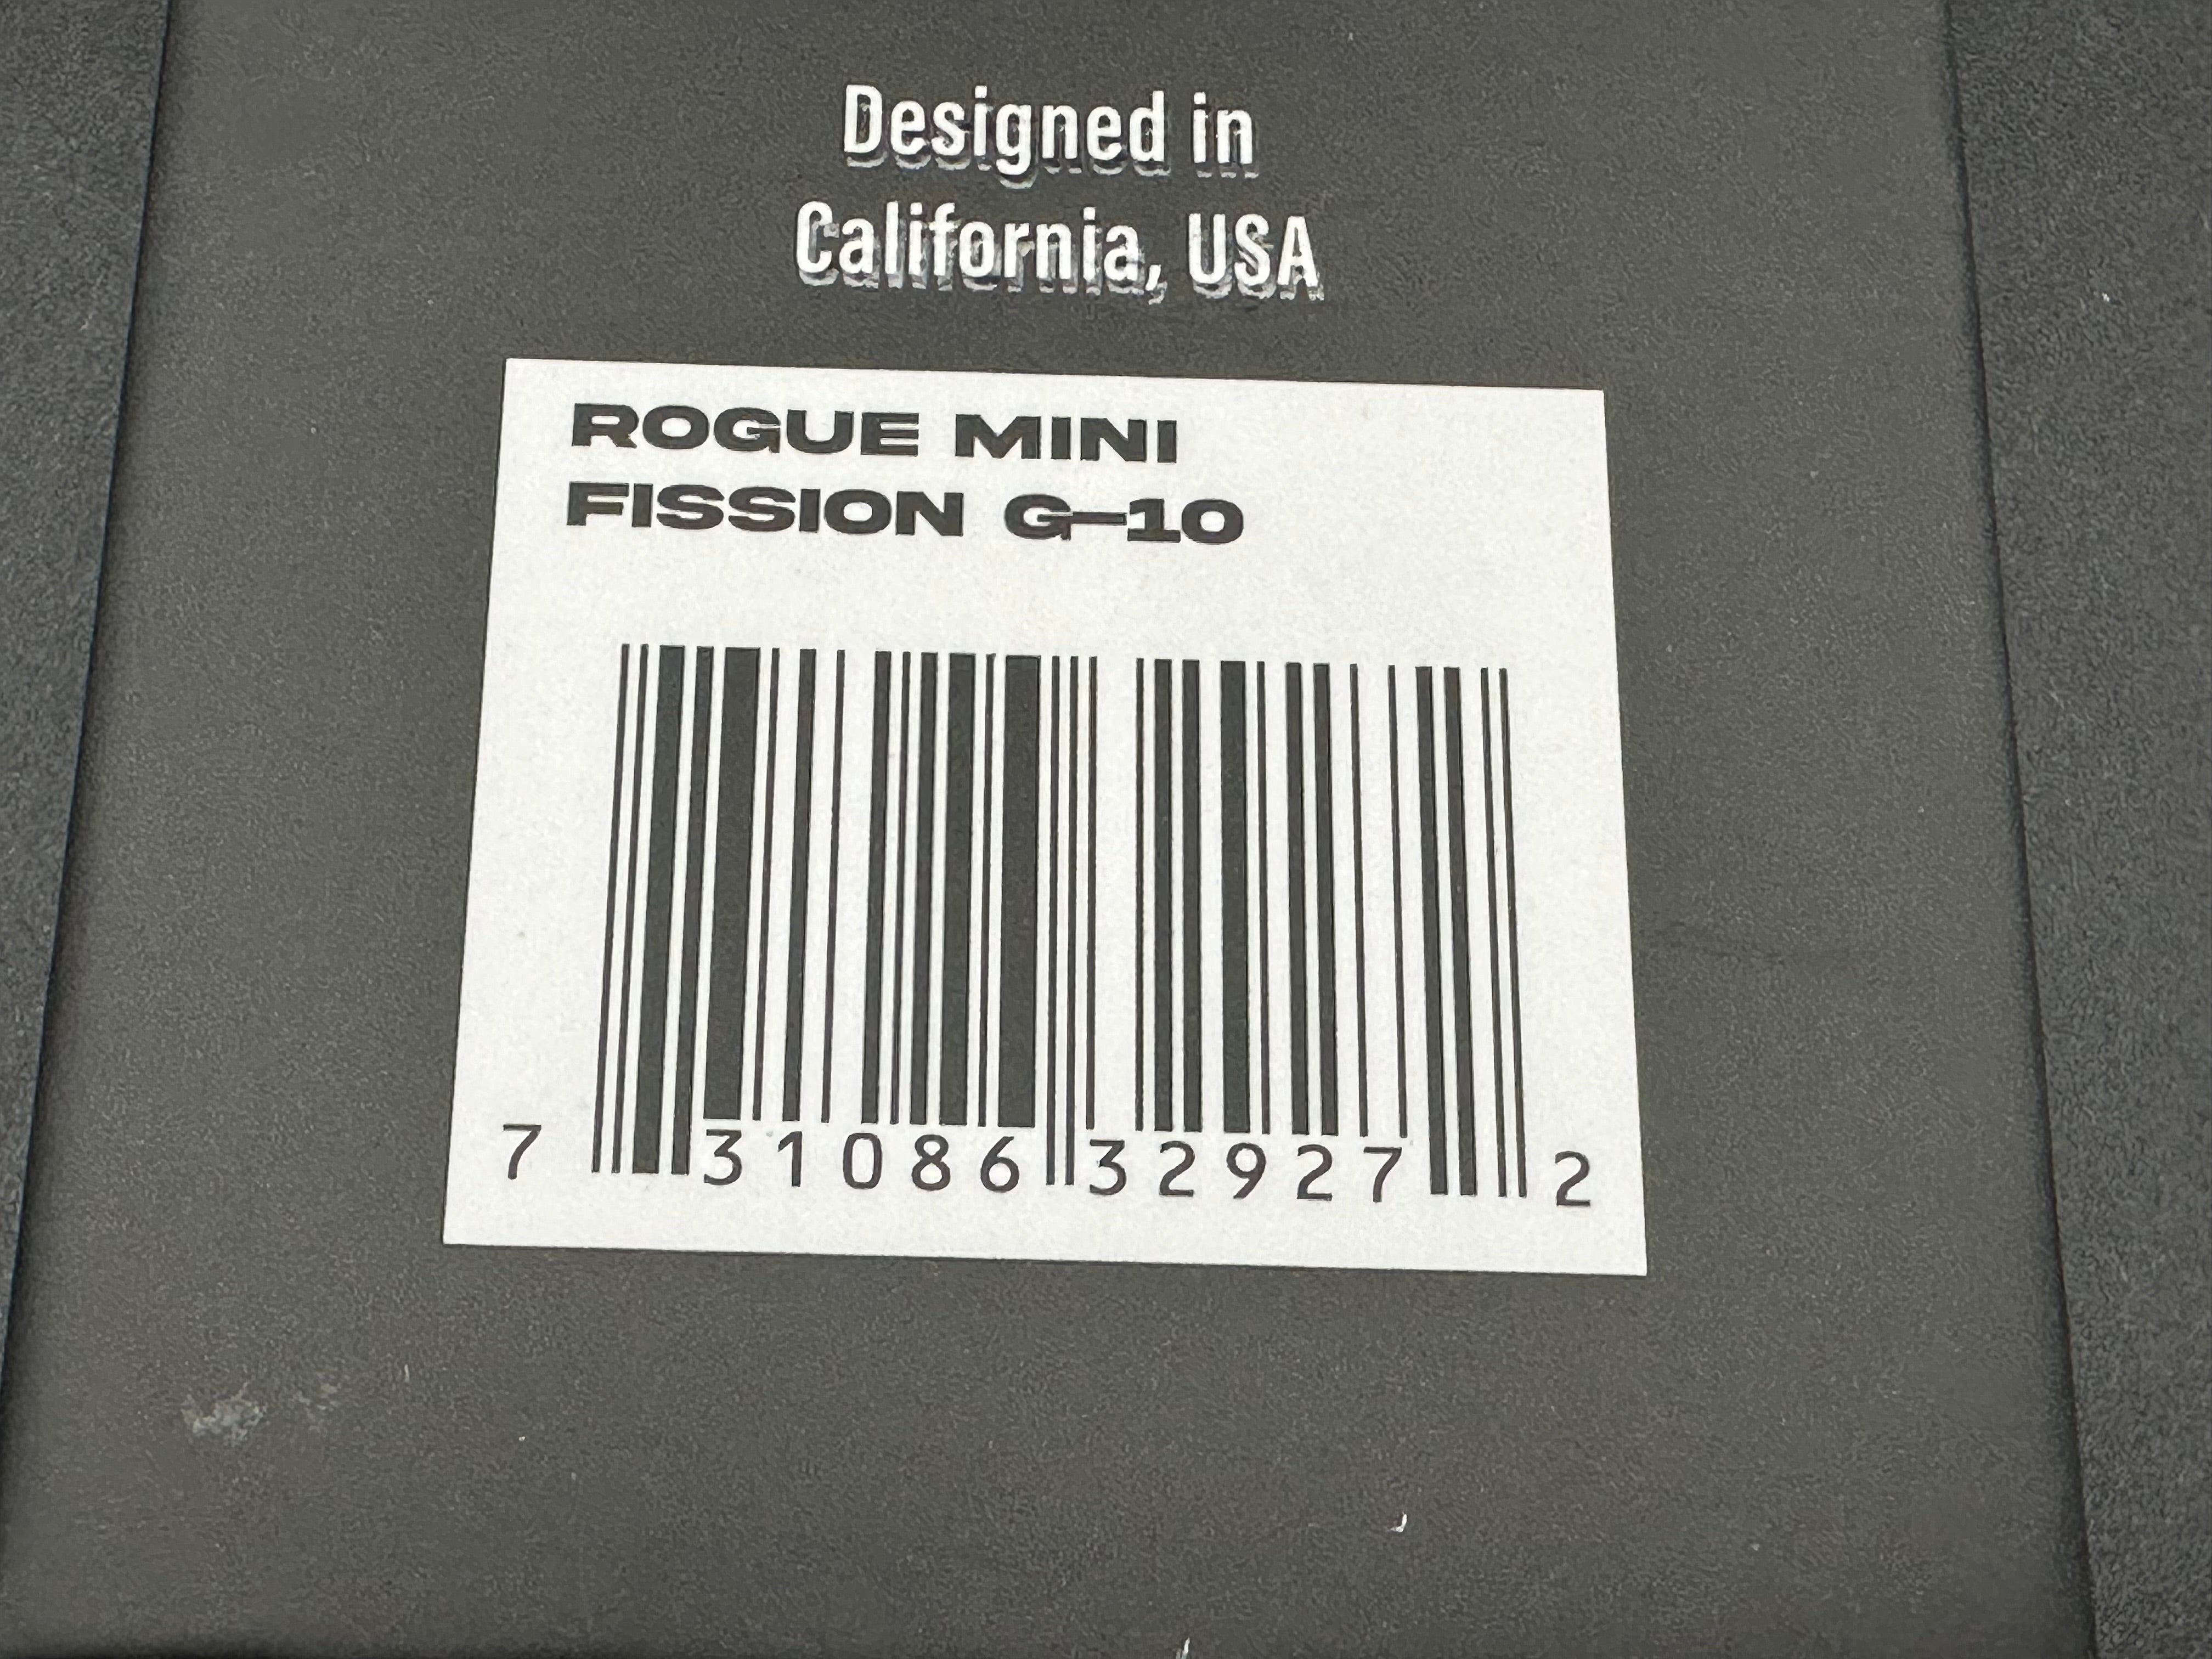 Designed in
California, USA
ROGUE MINI
FISSION G-10
7 31086 32927 2